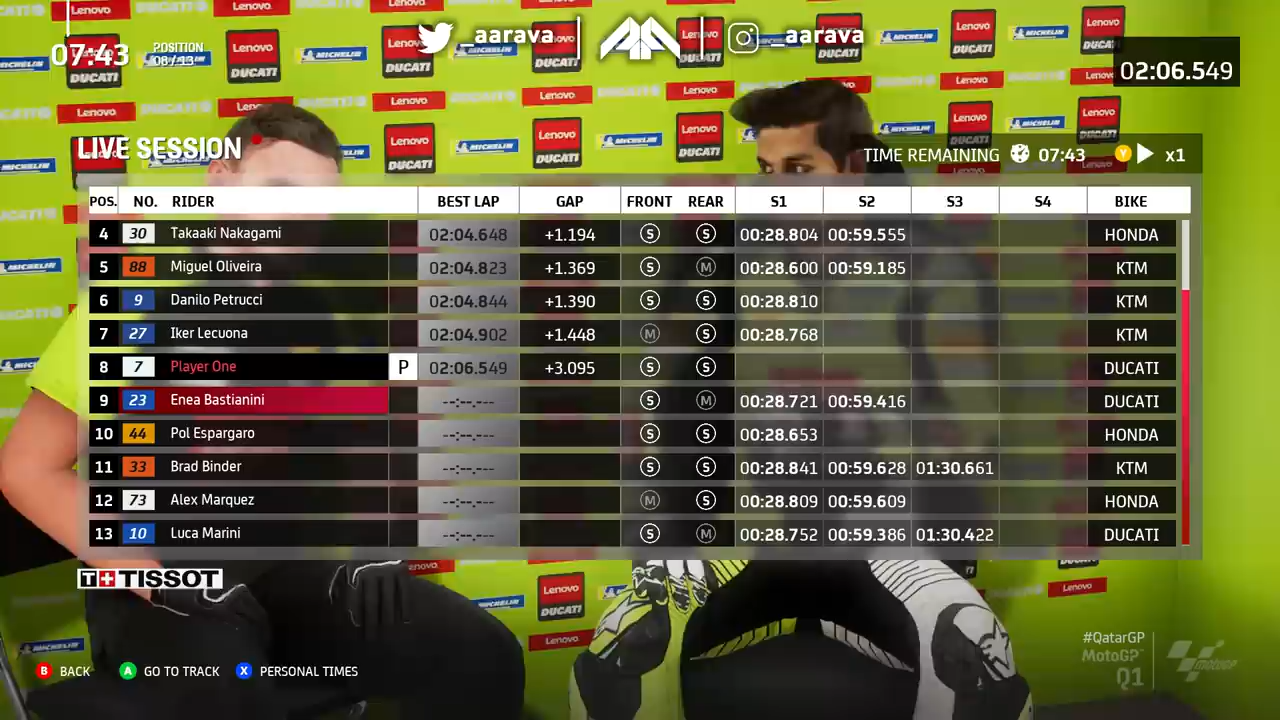 _aarava _aarava
07:43 POSITION 08/13
02:06.549
LIVE SESSION
TIME REMAINING 07:43 Y x1
POS. NO. RIDER BEST LAP GAP FRONT REAR S1 S2 S3 S4 BIKE
4 30 Takaaki Nakagami 02:04.648 +1.194 S S 00:28.804 00:59.555 HONDA
5 88 Miguel Oliveira 02:04.823 +1.369 S M 00:28.600 00:59.185 KTM
6 9 Danilo Petrucci 02:04.844 +1.390 S S 00:28.810 KTM
7 27 Iker Lecuona 02:04.902 +1.448 M S 00:28.768 KTM
8 7 Player One P 02:06.549 +3.095 S S DUCATI
9 23 Enea Bastianini --:--.--- S M 00:28.721 00:59.416 DUCATI
10 44 Pol Espargaro --:--.--- S S 00:28.653 HONDA
11 33 Brad Binder --:--.--- S S 00:28.841 00:59.628 01:30.661 KTM
12 73 Alex Marquez --:--.--- M S 00:28.809 00:59.609 HONDA
13 10 Luca Marini --:--.--- S M 00:28.752 00:59.386 01:30.422 DUCATI
T+TISSOT
Lenovo
DUCATI
MICHELIN
B BACK A GO TO TRACK X PERSONAL TIMES
#QatarGP
MotoGP™
Q1
MotoGP